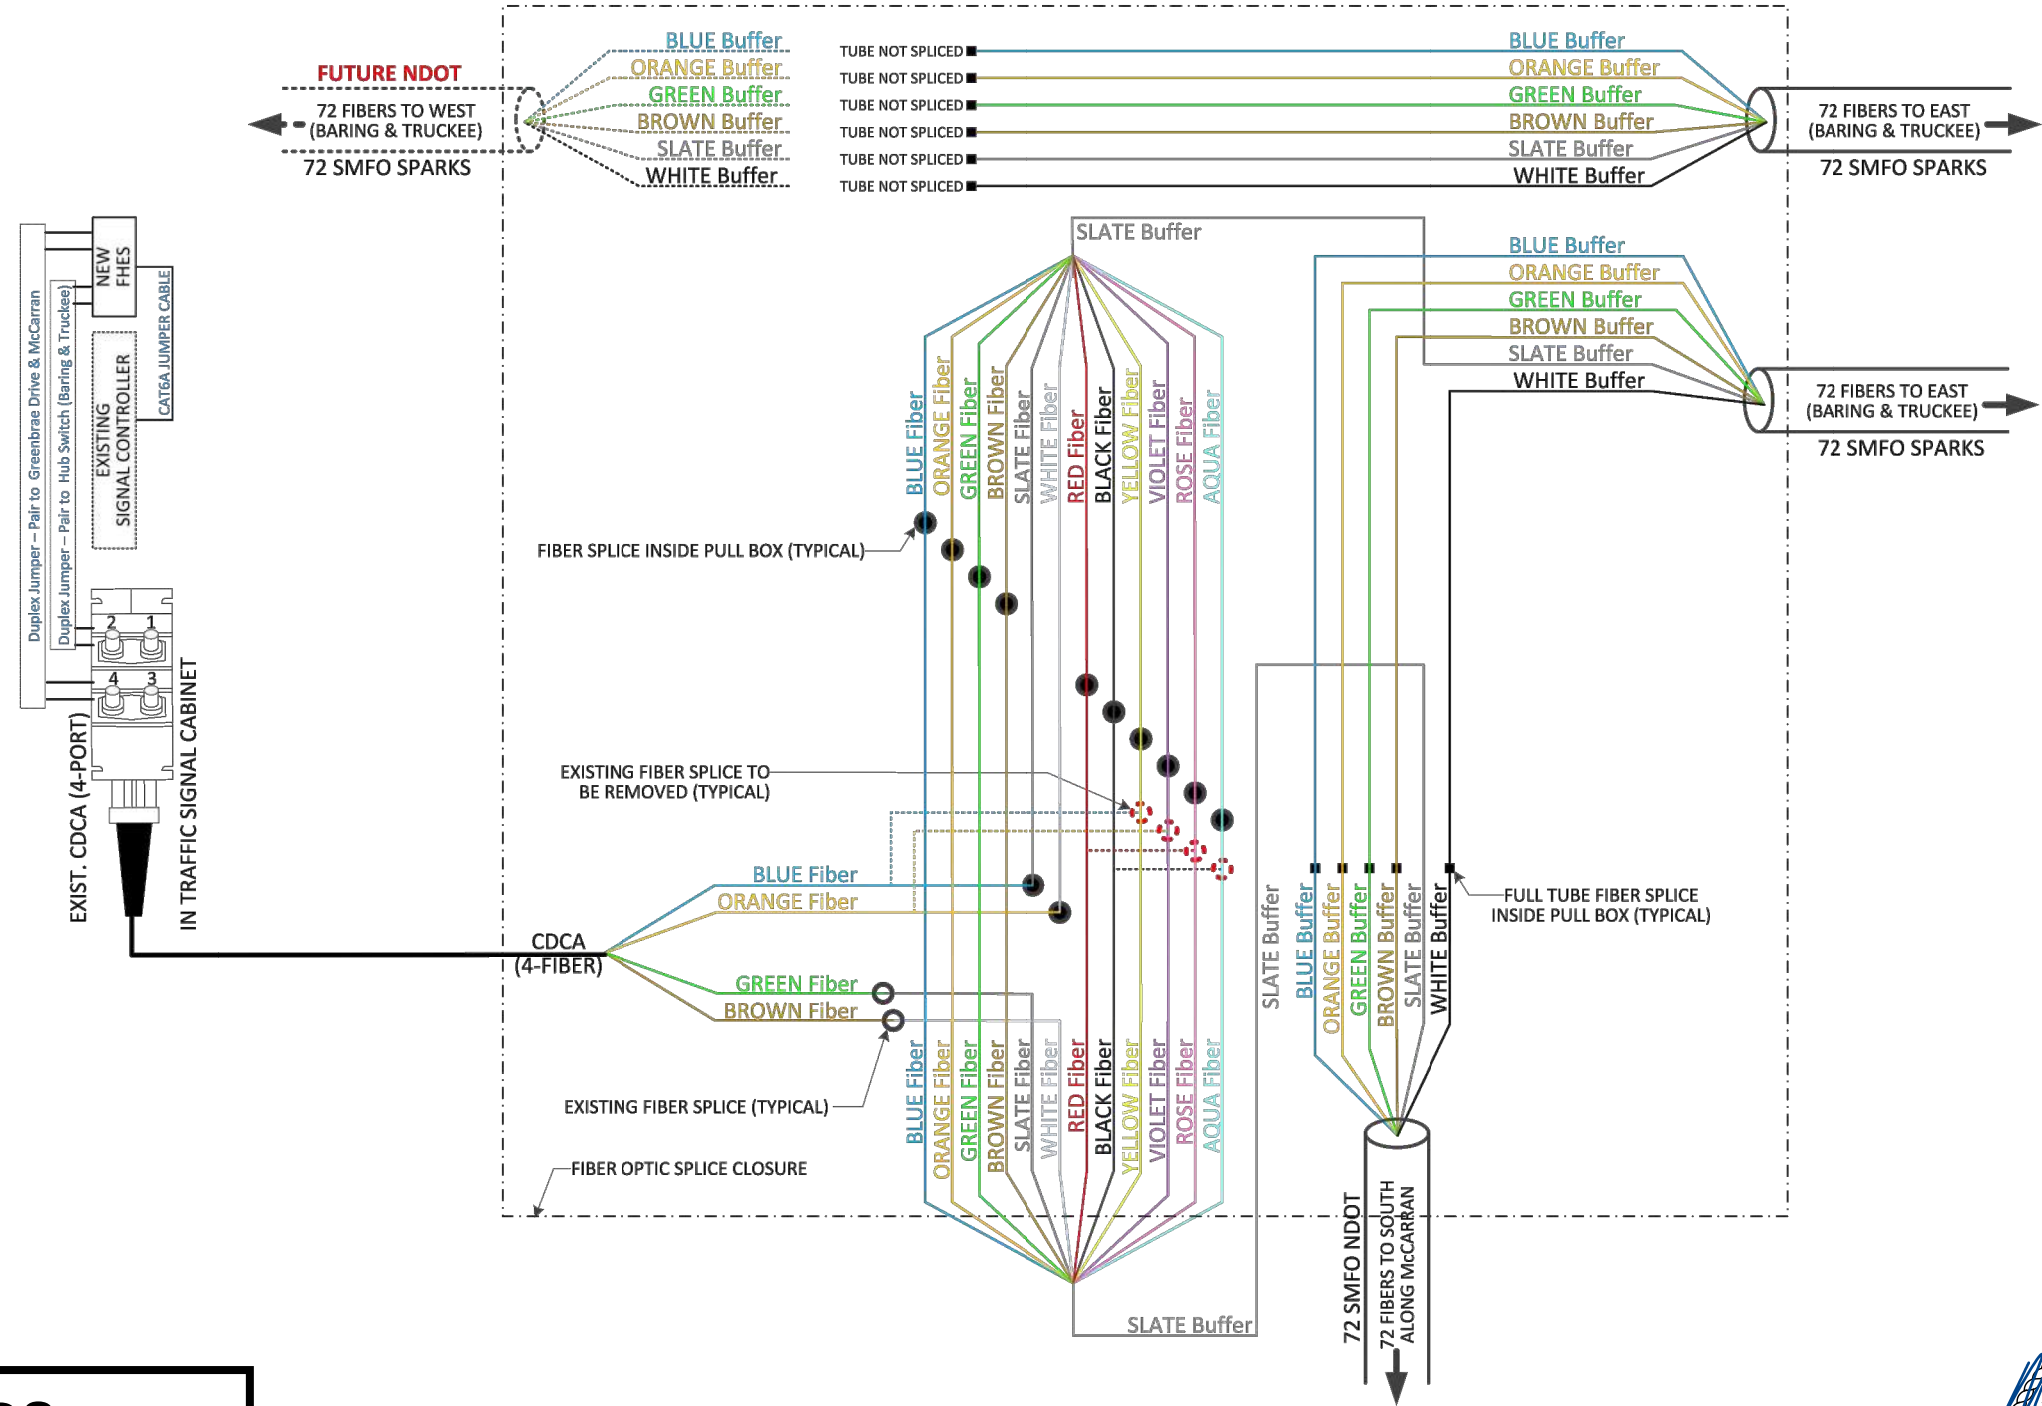 BLUE Buffer
ORANGE Buffer
GREEN Buffer
BROWN Buffer
SLATE Buffer
WHITE Buffer
FUTURE NDOT
72 FIBERS TO WEST
(BARING & TRUCKEE)
72 SMFO SPARKS
TUBE NOT SPLICED
TUBE NOT SPLICED
TUBE NOT SPLICED
TUBE NOT SPLICED
TUBE NOT SPLICED
TUBE NOT SPLICED
BLUE Buffer
ORANGE Buffer
GREEN Buffer
BROWN Buffer
SLATE Buffer
WHITE Buffer
72 FIBERS TO EAST
(BARING & TRUCKEE)
72 SMFO SPARKS
NEW
FHES
CAT6A JUMPER CABLE
Duplex Jumper – Pair to Greenbrae Drive & McCarran
Duplex Jumper – Pair to Hub Switch (Baring & Truckee)
EXISTING
SIGNAL CONTROLLER
2 1
4 3
EXIST. CDCA (4-PORT)
IN TRAFFIC SIGNAL CABINET
SLATE Buffer
BLUE Buffer
ORANGE Buffer
GREEN Buffer
BROWN Buffer
SLATE Buffer
WHITE Buffer
72 FIBERS TO EAST
(BARING & TRUCKEE)
72 SMFO SPARKS
BLUE Fiber
ORANGE Fiber
GREEN Fiber
BROWN Fiber
SLATE Fiber
WHITE Fiber
RED Fiber
BLACK Fiber
YELLOW Fiber
VIOLET Fiber
ROSE Fiber
AQUA Fiber
FIBER SPLICE INSIDE PULL BOX (TYPICAL)
EXISTING FIBER SPLICE TO
BE REMOVED (TYPICAL)
BLUE Fiber
ORANGE Fiber
CDCA
(4-FIBER)
GREEN Fiber
BROWN Fiber
EXISTING FIBER SPLICE (TYPICAL)
FIBER OPTIC SPLICE CLOSURE
BLUE Fiber
ORANGE Fiber
GREEN Fiber
BROWN Fiber
SLATE Fiber
WHITE Fiber
RED Fiber
BLACK Fiber
YELLOW Fiber
VIOLET Fiber
ROSE Fiber
AQUA Fiber
SLATE Buffer
SLATE Buffer
BLUE Buffer
ORANGE Buffer
GREEN Buffer
BROWN Buffer
SLATE Buffer
WHITE Buffer
FULL TUBE FIBER SPLICE
INSIDE PULL BOX (TYPICAL)
72 SMFO NDOT
72 FIBERS TO SOUTH
ALONG McCARRAN